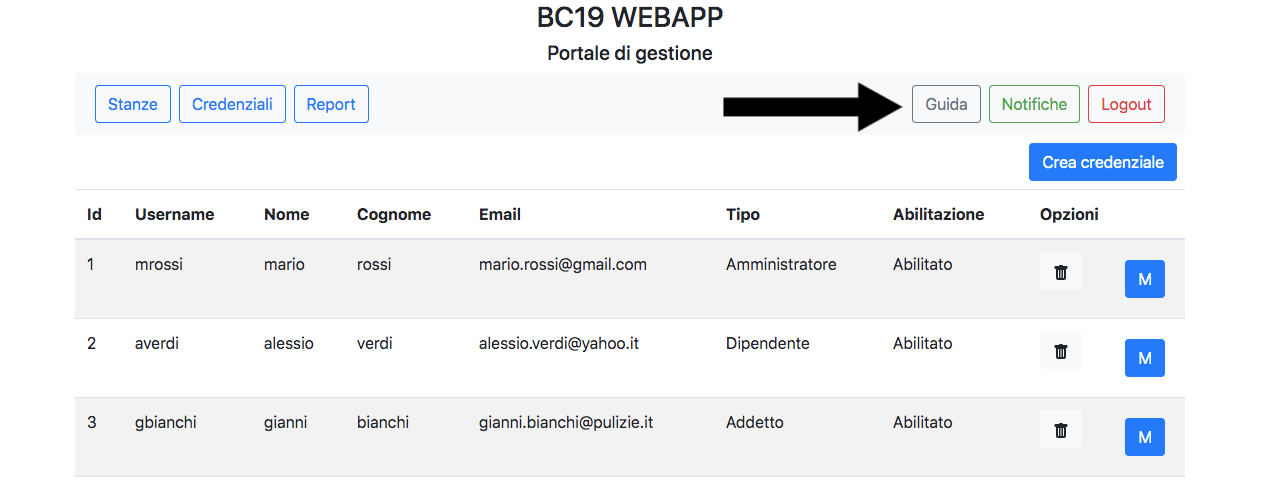 BC19 WEBAPP
Portale di gestione
Stanze Credenziali Report Guida Notifiche Logout
Crea credenziale
Id Username Nome Cognome Email Tipo Abilitazione Opzioni
1 mrossi mario rossi mario.rossi@gmail.com Amministratore Abilitato M
2 averdi alessio verdi alessio.verdi@yahoo.it Dipendente Abilitato M
3 gbianchi gianni bianchi gianni.bianchi@pulizie.it Addetto Abilitato M